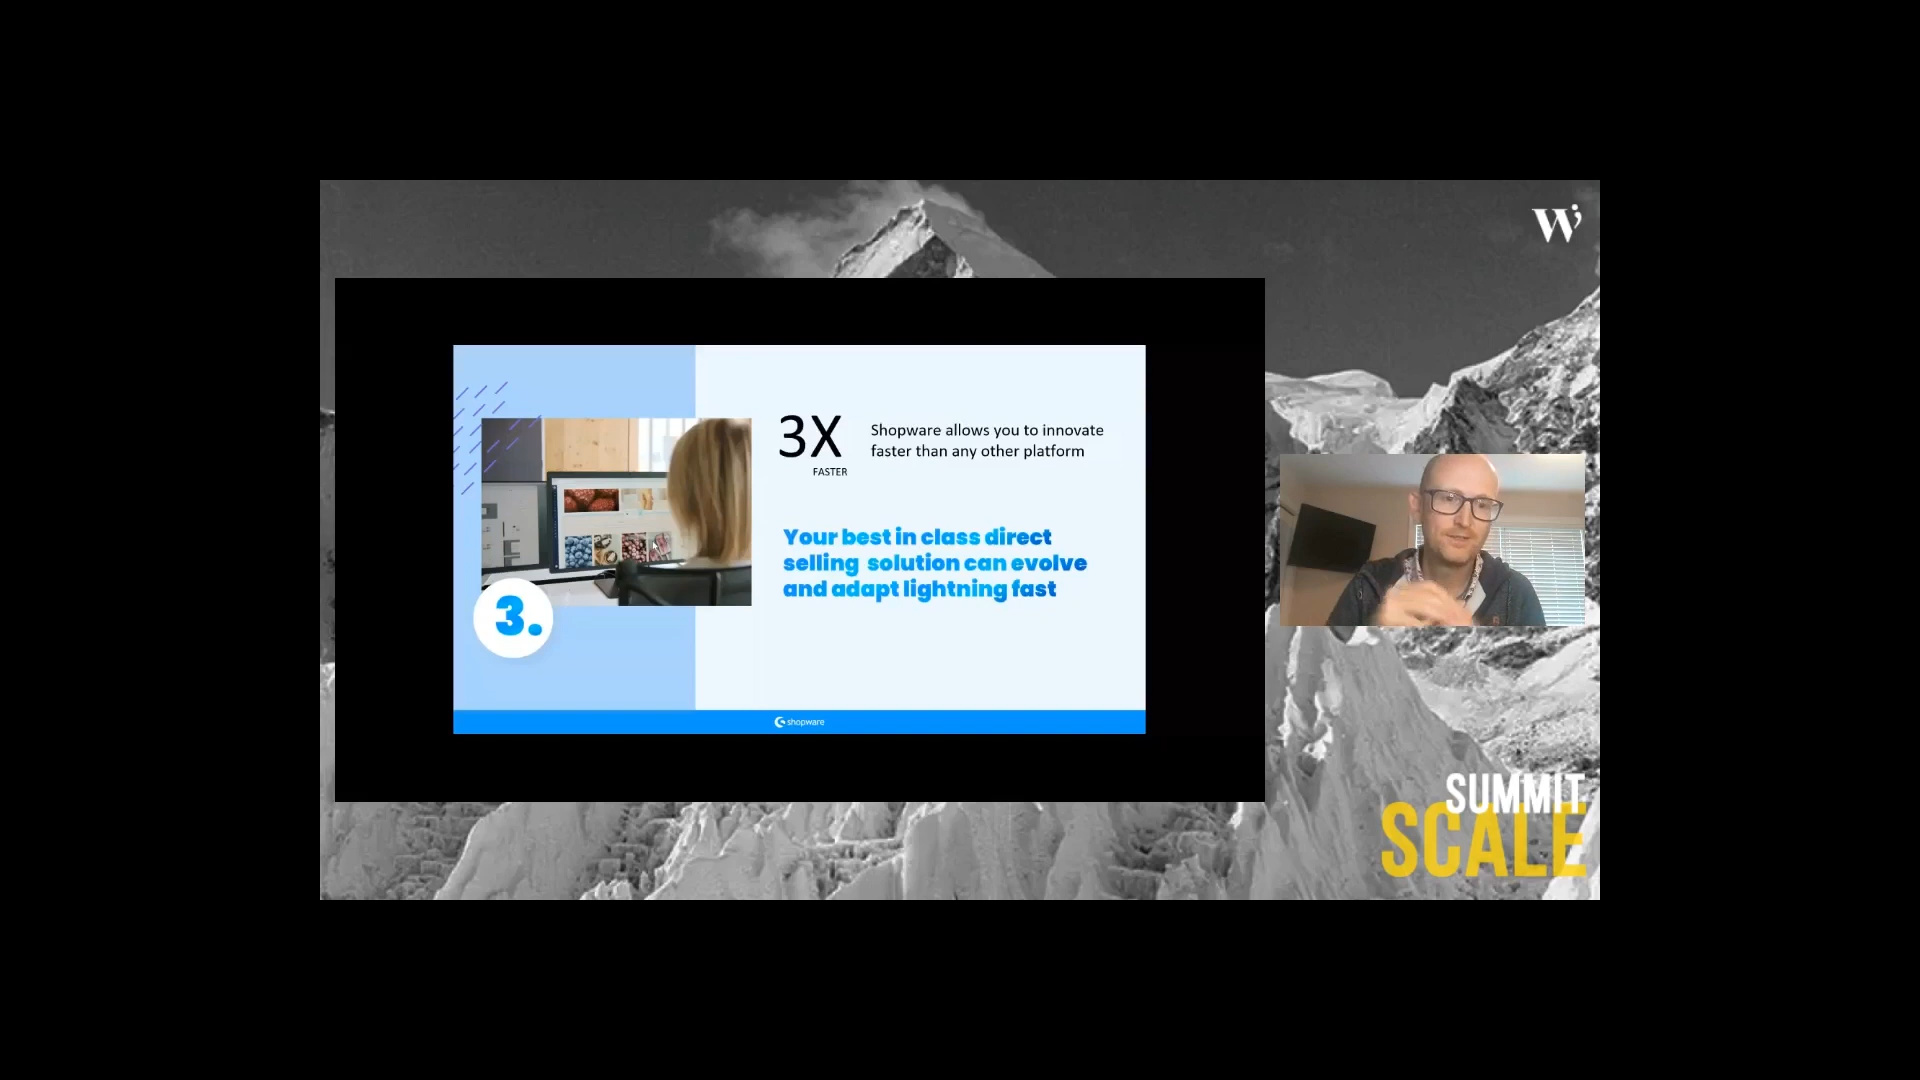 W
3X
FASTER
Shopware allows you to innovate
faster than any other platform
Your best in class direct
selling solution can evolve
and adapt lightning fast
3.
shopware
SUMMIT
SCALE